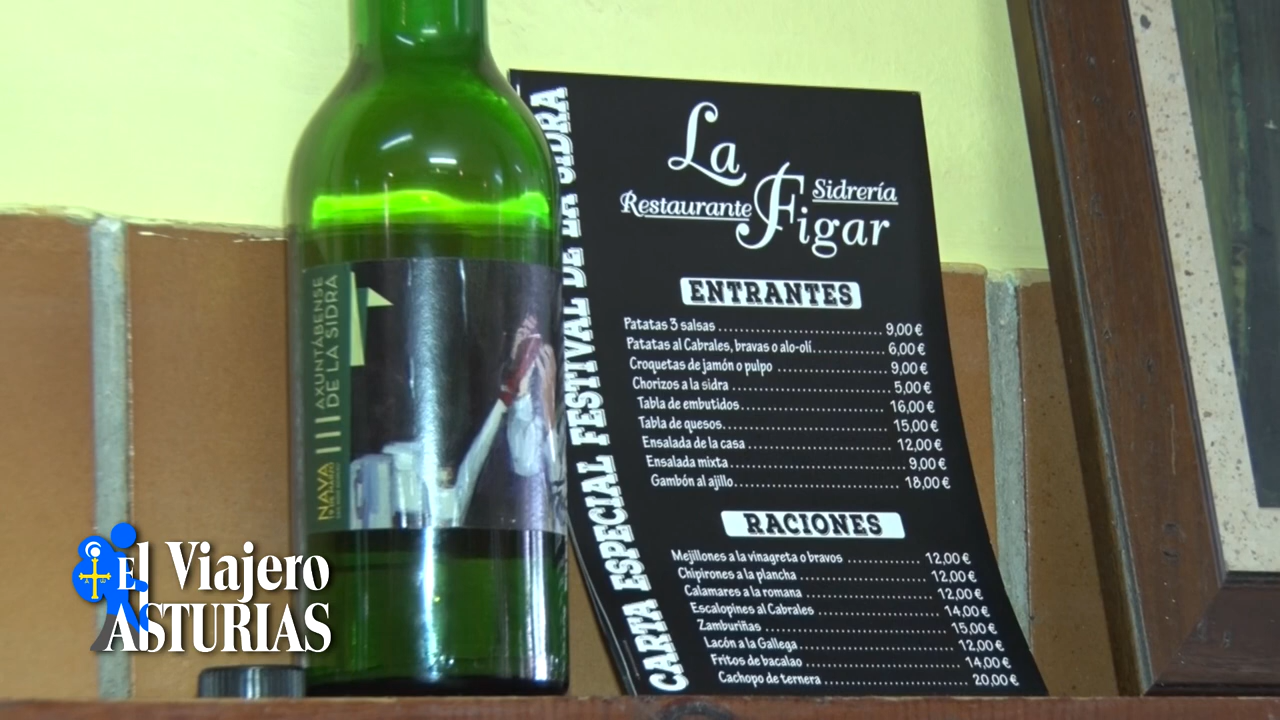 AXUNTÁBENSE
DE LA SIDRA
NAVA
CARTA ESPECIAL FESTIVAL DE LA SIDRA
La
Restaurante
Sidrería
Figar
ENTRANTES
Patatas 3 salsas 9,00 €
Patatas al Cabrales, bravas o alo-olí 6,00 €
Croquetas de jamón o pulpo 9,00 €
Chorizos a la sidra 5,00 €
Tabla de embutidos 16,00 €
Tabla de quesos 15,00 €
Ensalada de la casa 12,00 €
Ensalada mixta 9,00 €
Gambón al ajillo 18,00 €
RACIONES
Mejillones a la vinagreta o bravos 12,00 €
Chipirones a la plancha 12,00 €
Calamares a la romana 12,00 €
Escalopines al Cabrales 14,00 €
Zamburiñas 15,00 €
Lacón a la Gallega 12,00 €
Fritos de bacalao 14,00 €
Cachopo de ternera 20,00 €
El Viajero
ASTURIAS